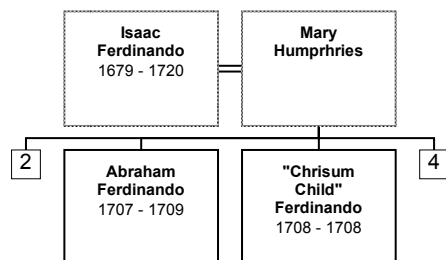 Isaac
Ferdinando
1679 - 1720
Mary
Humprhries
2
Abraham
Ferdinando
1707 - 1709
"Chrisum
Child"
Ferdinando
1708 - 1708
4